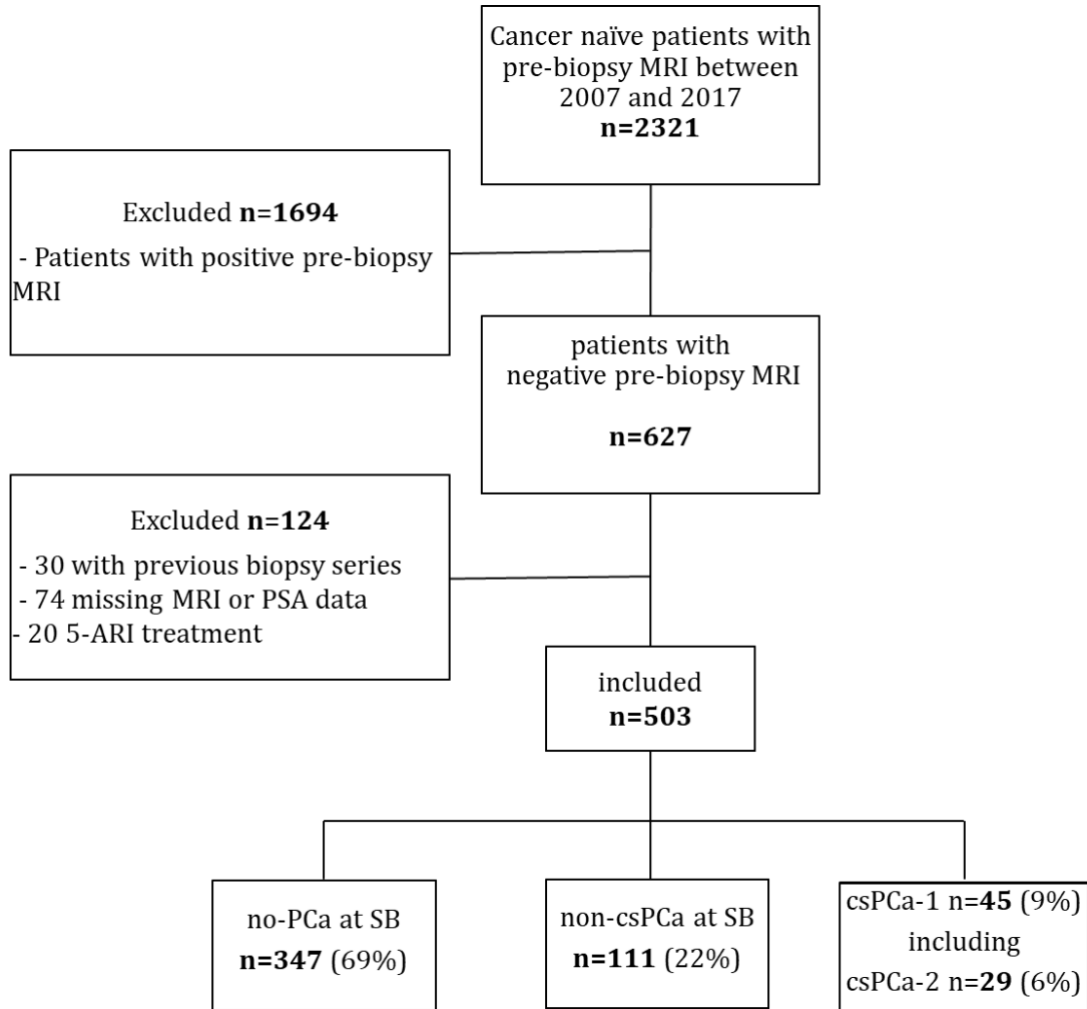 Cancer naïve patients with
pre-biopsy MRI between
2007 and 2017
n=2321
Excluded n=1694
- Patients with positive pre-biopsy
MRI
patients with
negative pre-biopsy MRI
n=627
Excluded n=124
- 30 with previous biopsy series
- 74 missing MRI or PSA data
- 20 5-ARI treatment
included
n=503
no-PCa at SB
n=347 (69%)
non-csPCa at SB
n=111 (22%)
csPCa-1 n=45 (9%)
including
csPCa-2 n=29 (6%)